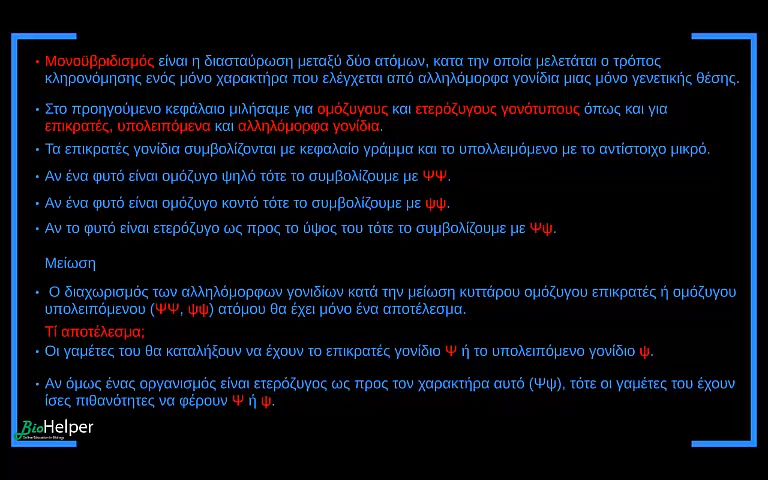 • Μονοϋβριδισμός είναι η διασταύρωση μεταξύ δύο ατόμων, κατα την οποία μελετάται ο τρόπος
κληρονόμησης ενός μόνο χαρακτήρα που ελέγχεται από αλληλόμορφα γονίδια μιας μόνο γενετικής θέσης.
• Στο προηγούμενο κεφάλαιο μιλήσαμε για ομόζυγους και ετερόζυγους γονότυπους όπως και για
επικρατές, υπολειπόμενα και αλληλόμορφα γονίδια.
• Τα επικρατές γονίδια συμβολίζονται με κεφαλαίο γράμμα και το υπολλειμόμενο με το αντίστοιχο μικρό.
• Αν ένα φυτό είναι ομόζυγο ψηλό τότε το συμβολίζουμε με ΨΨ.
• Αν ένα φυτό είναι ομόζυγο κοντό τότε το συμβολίζουμε με ψψ.
• Αν το φυτό είναι ετερόζυγο ως προς το ύψος του τότε το συμβολίζουμε με Ψψ.
Μείωση
• Ο διαχωρισμός των αλληλόμορφων γονιδίων κατά την μείωση κυττάρου ομόζυγου επικρατές ή ομόζυγου
υπολειπόμενου (ΨΨ, ψψ) ατόμου θα έχει μόνο ένα αποτέλεσμα.
Τί αποτέλεσμα;
• Οι γαμέτες του θα καταλήξουν να έχουν το επικρατές γονίδιο Ψ ή το υπολειπόμενο γονίδιο ψ.
• Αν όμως ένας οργανισμός είναι ετερόζυγος ως προς τον χαρακτήρα αυτό (Ψψ), τότε οι γαμέτες του έχουν
ίσες πιθανότητες να φέρουν Ψ ή ψ.
BioHelper
Online Education in Biology